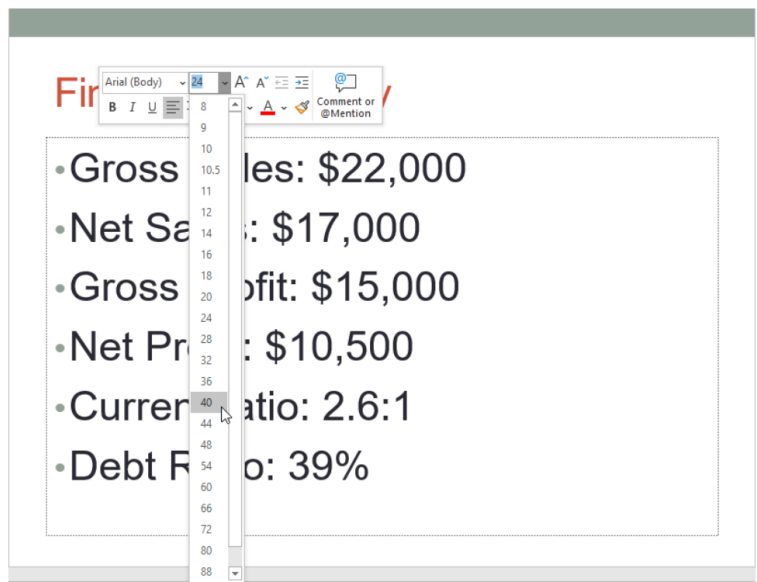 Arial (Body) 24 A A
Fin y
B I U A Comment or
@Mention
8
9
10
10.5
11
12
14
16
18
20
24
28
32
36
40
44
48
54
60
66
72
80
88
•Gross les: $22,000
•Net Sa : $17,000
•Gross ofit: $15,000
•Net Pr : $10,500
•Curren atio: 2.6:1
•Debt R o: 39%